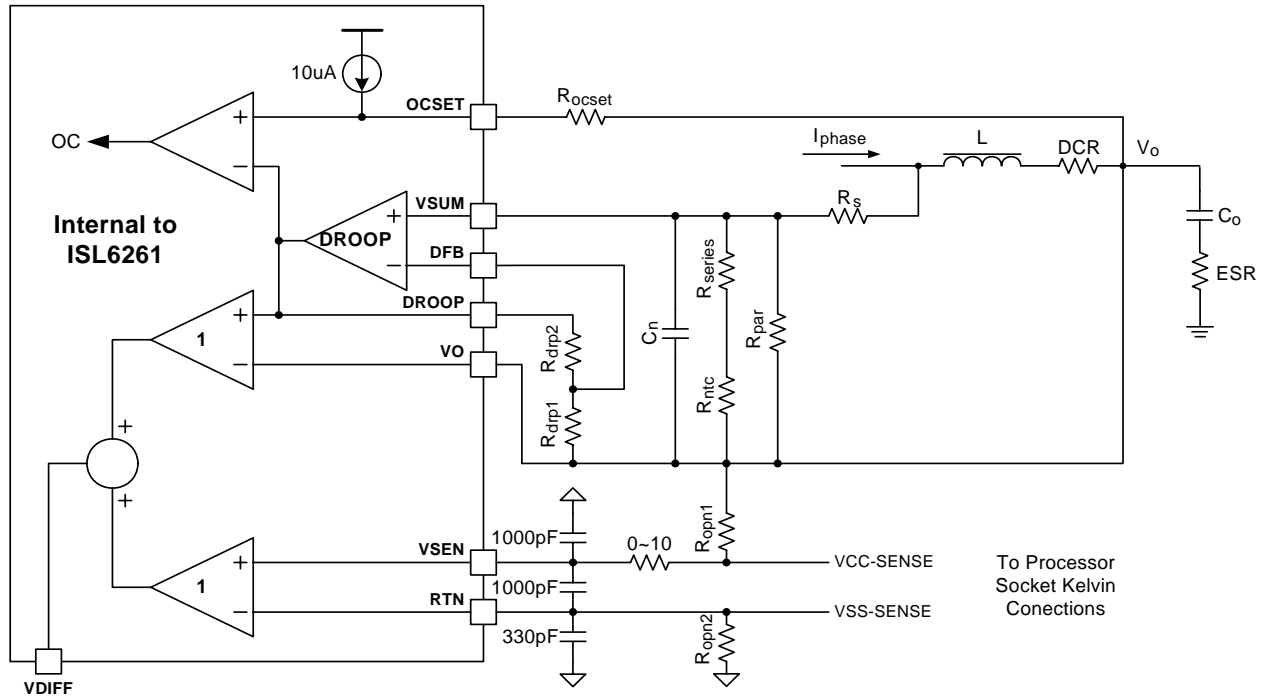 10uA
OCSET
Rocset
OC
Iphase
L
DCR
Vo
Internal to
ISL6261
VSUM
Rs
DROOP
DFB
DROOP
VO
1
Rdrp2
Rdrp1
Cn
Rseries
Rntc
Rpar
Co
ESR
1000pF
0~10
Ropn1
VSEN
VCC-SENSE
1
1000pF
RTN
VSS-SENSE
330pF
Ropn2
To Processor
Socket Kelvin
Conections
VDIFF
+
−
+
−
+
−
+
+
+
−